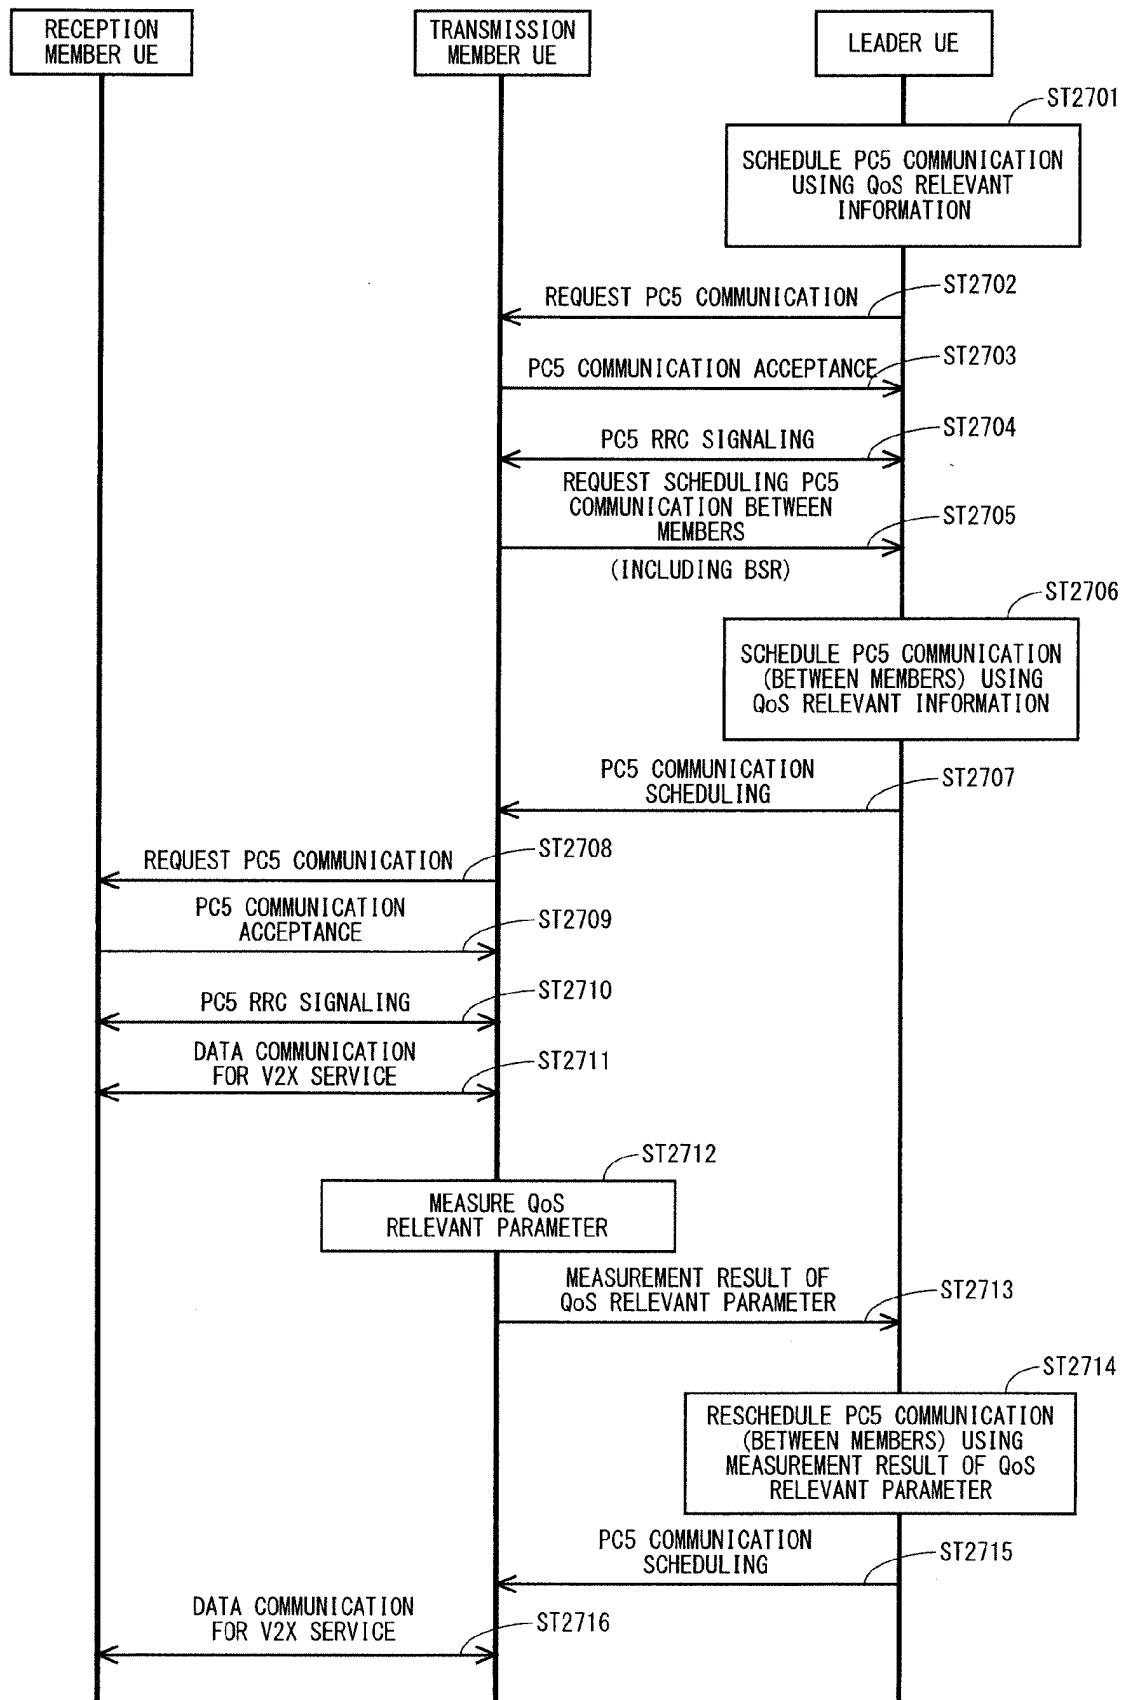 RECEPTION
MEMBER UE
TRANSMISSION
MEMBER UE
LEADER UE
ST2701
SCHEDULE PC5 COMMUNICATION
USING QoS RELEVANT
INFORMATION
ST2702
REQUEST PC5 COMMUNICATION
ST2703
PC5 COMMUNICATION ACCEPTANCE
ST2704
PC5 RRC SIGNALING
REQUEST SCHEDULING PC5
COMMUNICATION BETWEEN
MEMBERS
ST2705
(INCLUDING BSR)
ST2706
SCHEDULE PC5 COMMUNICATION
(BETWEEN MEMBERS) USING
QoS RELEVANT INFORMATION
PC5 COMMUNICATION
SCHEDULING
ST2707
REQUEST PC5 COMMUNICATION
ST2708
PC5 COMMUNICATION
ACCEPTANCE
ST2709
PC5 RRC SIGNALING
ST2710
DATA COMMUNICATION
FOR V2X SERVICE
ST2711
ST2712
MEASURE QoS
RELEVANT PARAMETER
MEASUREMENT RESULT OF
QoS RELEVANT PARAMETER
ST2713
ST2714
RESCHEDULE PC5 COMMUNICATION
(BETWEEN MEMBERS) USING
MEASUREMENT RESULT OF QoS
RELEVANT PARAMETER
PC5 COMMUNICATION
SCHEDULING
ST2715
DATA COMMUNICATION
FOR V2X SERVICE
ST2716